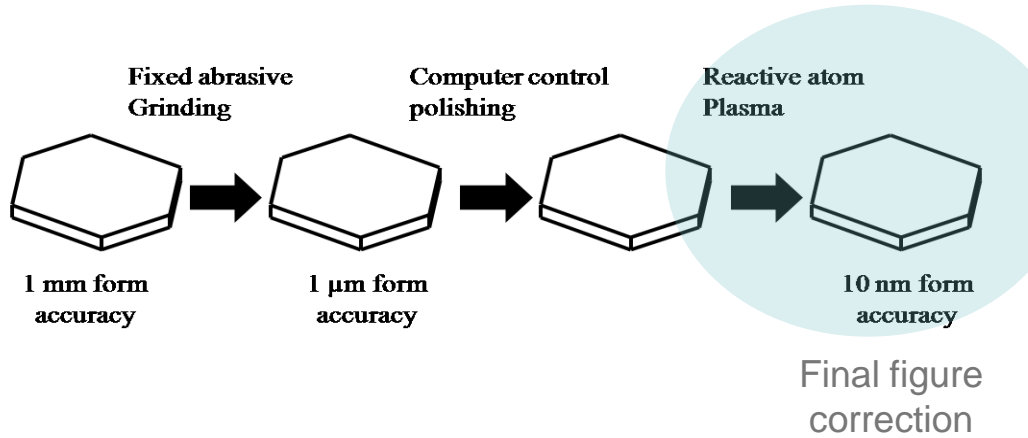 Fixed abrasive
Grinding
Computer control
polishing
Reactive atom
Plasma
1 mm form
accuracy
1 µm form
accuracy
10 nm form
accuracy
Final figure
correction